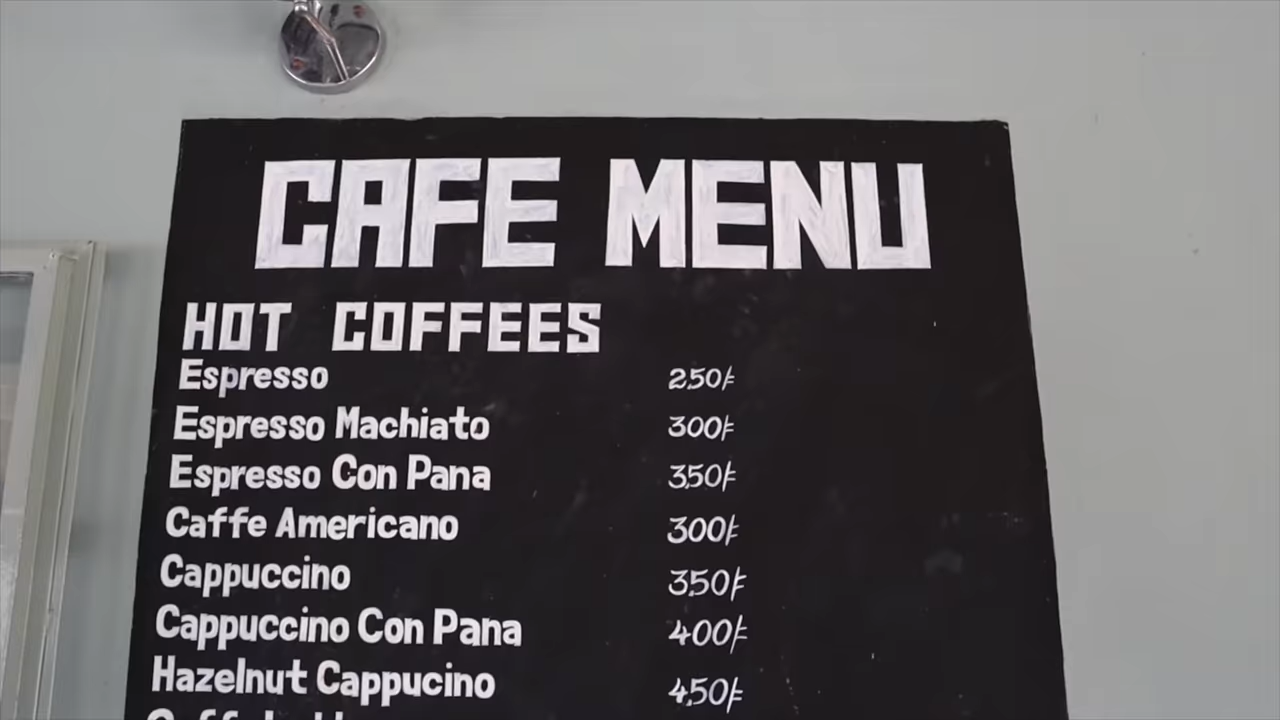 CAFE MENU
HOT COFFEES
Espresso 250/=
Espresso Machiato 300/=
Espresso Con Pana 350/=
Caffe Americano 300/=
Cappuccino 350/=
Cappuccino Con Pana 400/=
Hazelnut Cappucino 450/=